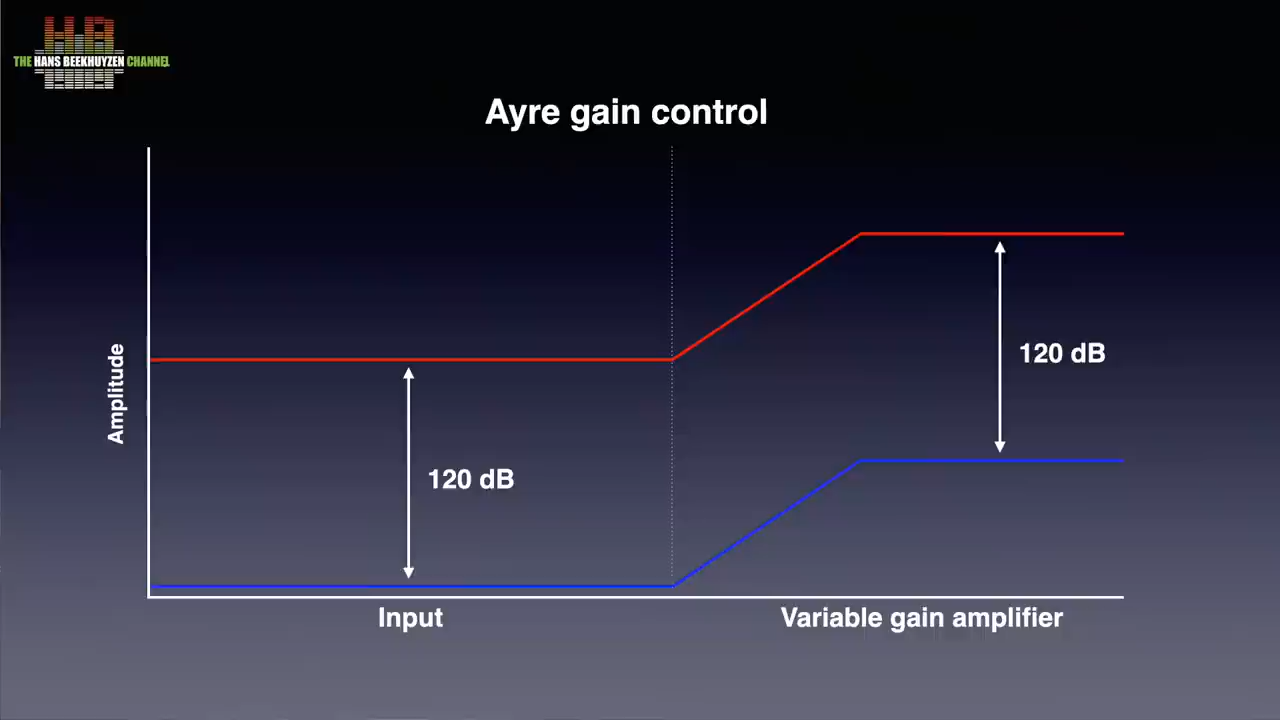 THE HANS BEEKHUYZEN CHANNEL
Ayre gain control
Amplitude
120 dB
120 dB
Input
Variable gain amplifier